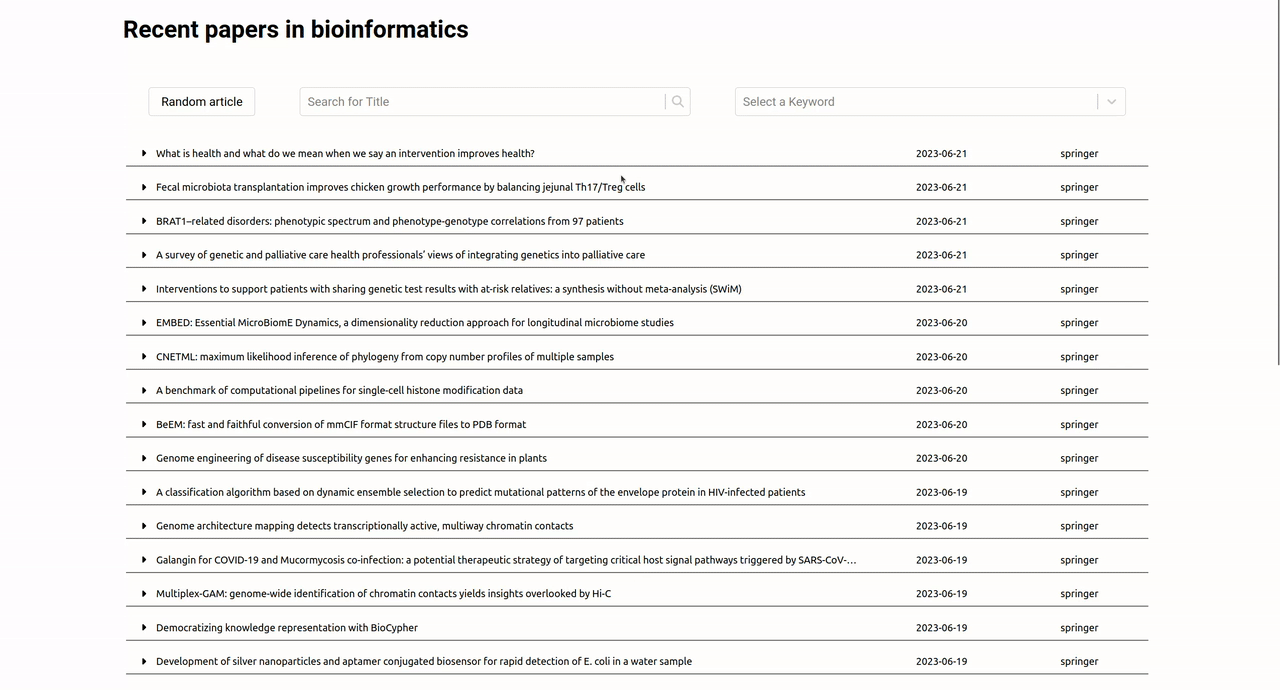 Recent papers in bioinformatics
Random article Search for Title Select a Keyword
What is health and what do we mean when we say an intervention improves health? 2023-06-21 springer
Fecal microbiota transplantation improves chicken growth performance by balancing jejunal Th17/Treg cells 2023-06-21 springer
BRAT1–related disorders: phenotypic spectrum and phenotype-genotype correlations from 97 patients 2023-06-21 springer
A survey of genetic and palliative care health professionals’ views of integrating genetics into palliative care 2023-06-21 springer
Interventions to support patients with sharing genetic test results with at-risk relatives: a synthesis without meta-analysis (SWiM) 2023-06-21 springer
EMBED: Essential MicroBiomE Dynamics, a dimensionality reduction approach for longitudinal microbiome studies 2023-06-20 springer
CNETML: maximum likelihood inference of phylogeny from copy number profiles of multiple samples 2023-06-20 springer
A benchmark of computational pipelines for single-cell histone modification data 2023-06-20 springer
BeEM: fast and faithful conversion of mmCIF format structure files to PDB format 2023-06-20 springer
Genome engineering of disease susceptibility genes for enhancing resistance in plants 2023-06-20 springer
A classification algorithm based on dynamic ensemble selection to predict mutational patterns of the envelope protein in HIV-infected patients 2023-06-19 springer
Genome architecture mapping detects transcriptionally active, multiway chromatin contacts 2023-06-19 springer
Galangin for COVID-19 and Mucormycosis co-infection: a potential therapeutic strategy of targeting critical host signal pathways triggered by SARS-CoV-… 2023-06-19 springer
Multiplex-GAM: genome-wide identification of chromatin contacts yields insights overlooked by Hi-C 2023-06-19 springer
Democratizing knowledge representation with BioCypher 2023-06-19 springer
Development of silver nanoparticles and aptamer conjugated biosensor for rapid detection of E. coli in a water sample 2023-06-19 springer